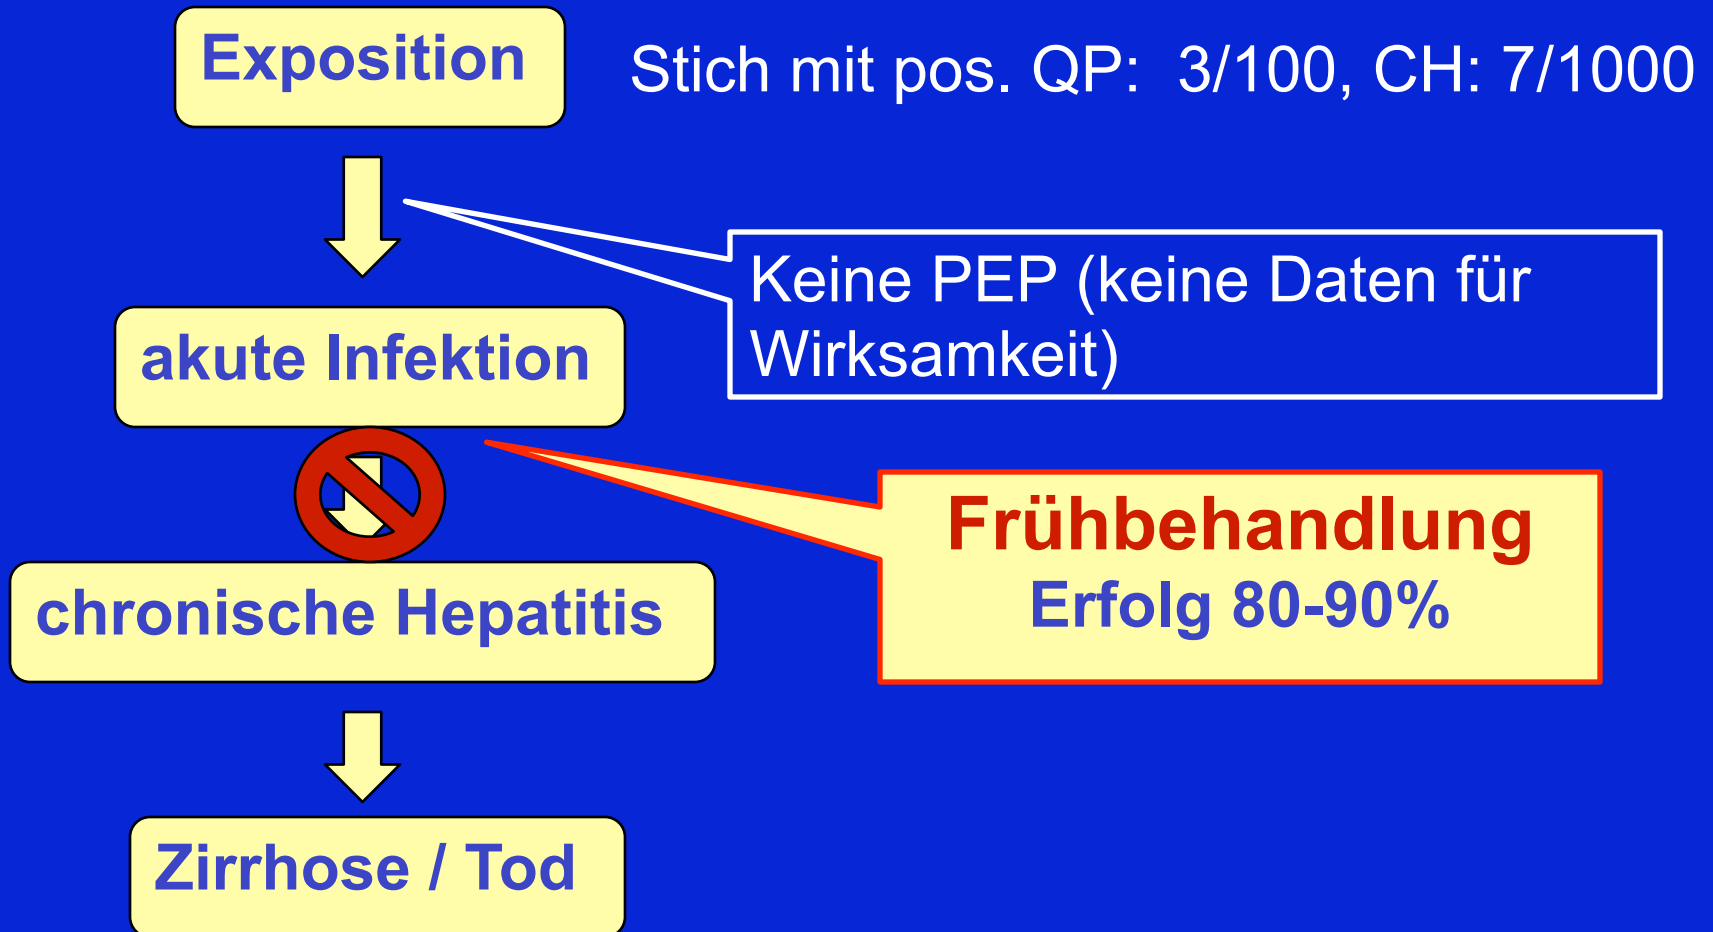 Exposition
Stich mit pos. QP: 3/100, CH: 7/1000
Keine PEP (keine Daten für
Wirksamkeit)
akute Infektion
Frühbehandlung
Erfolg 80-90%
chronische Hepatitis
Zirrhose / Tod